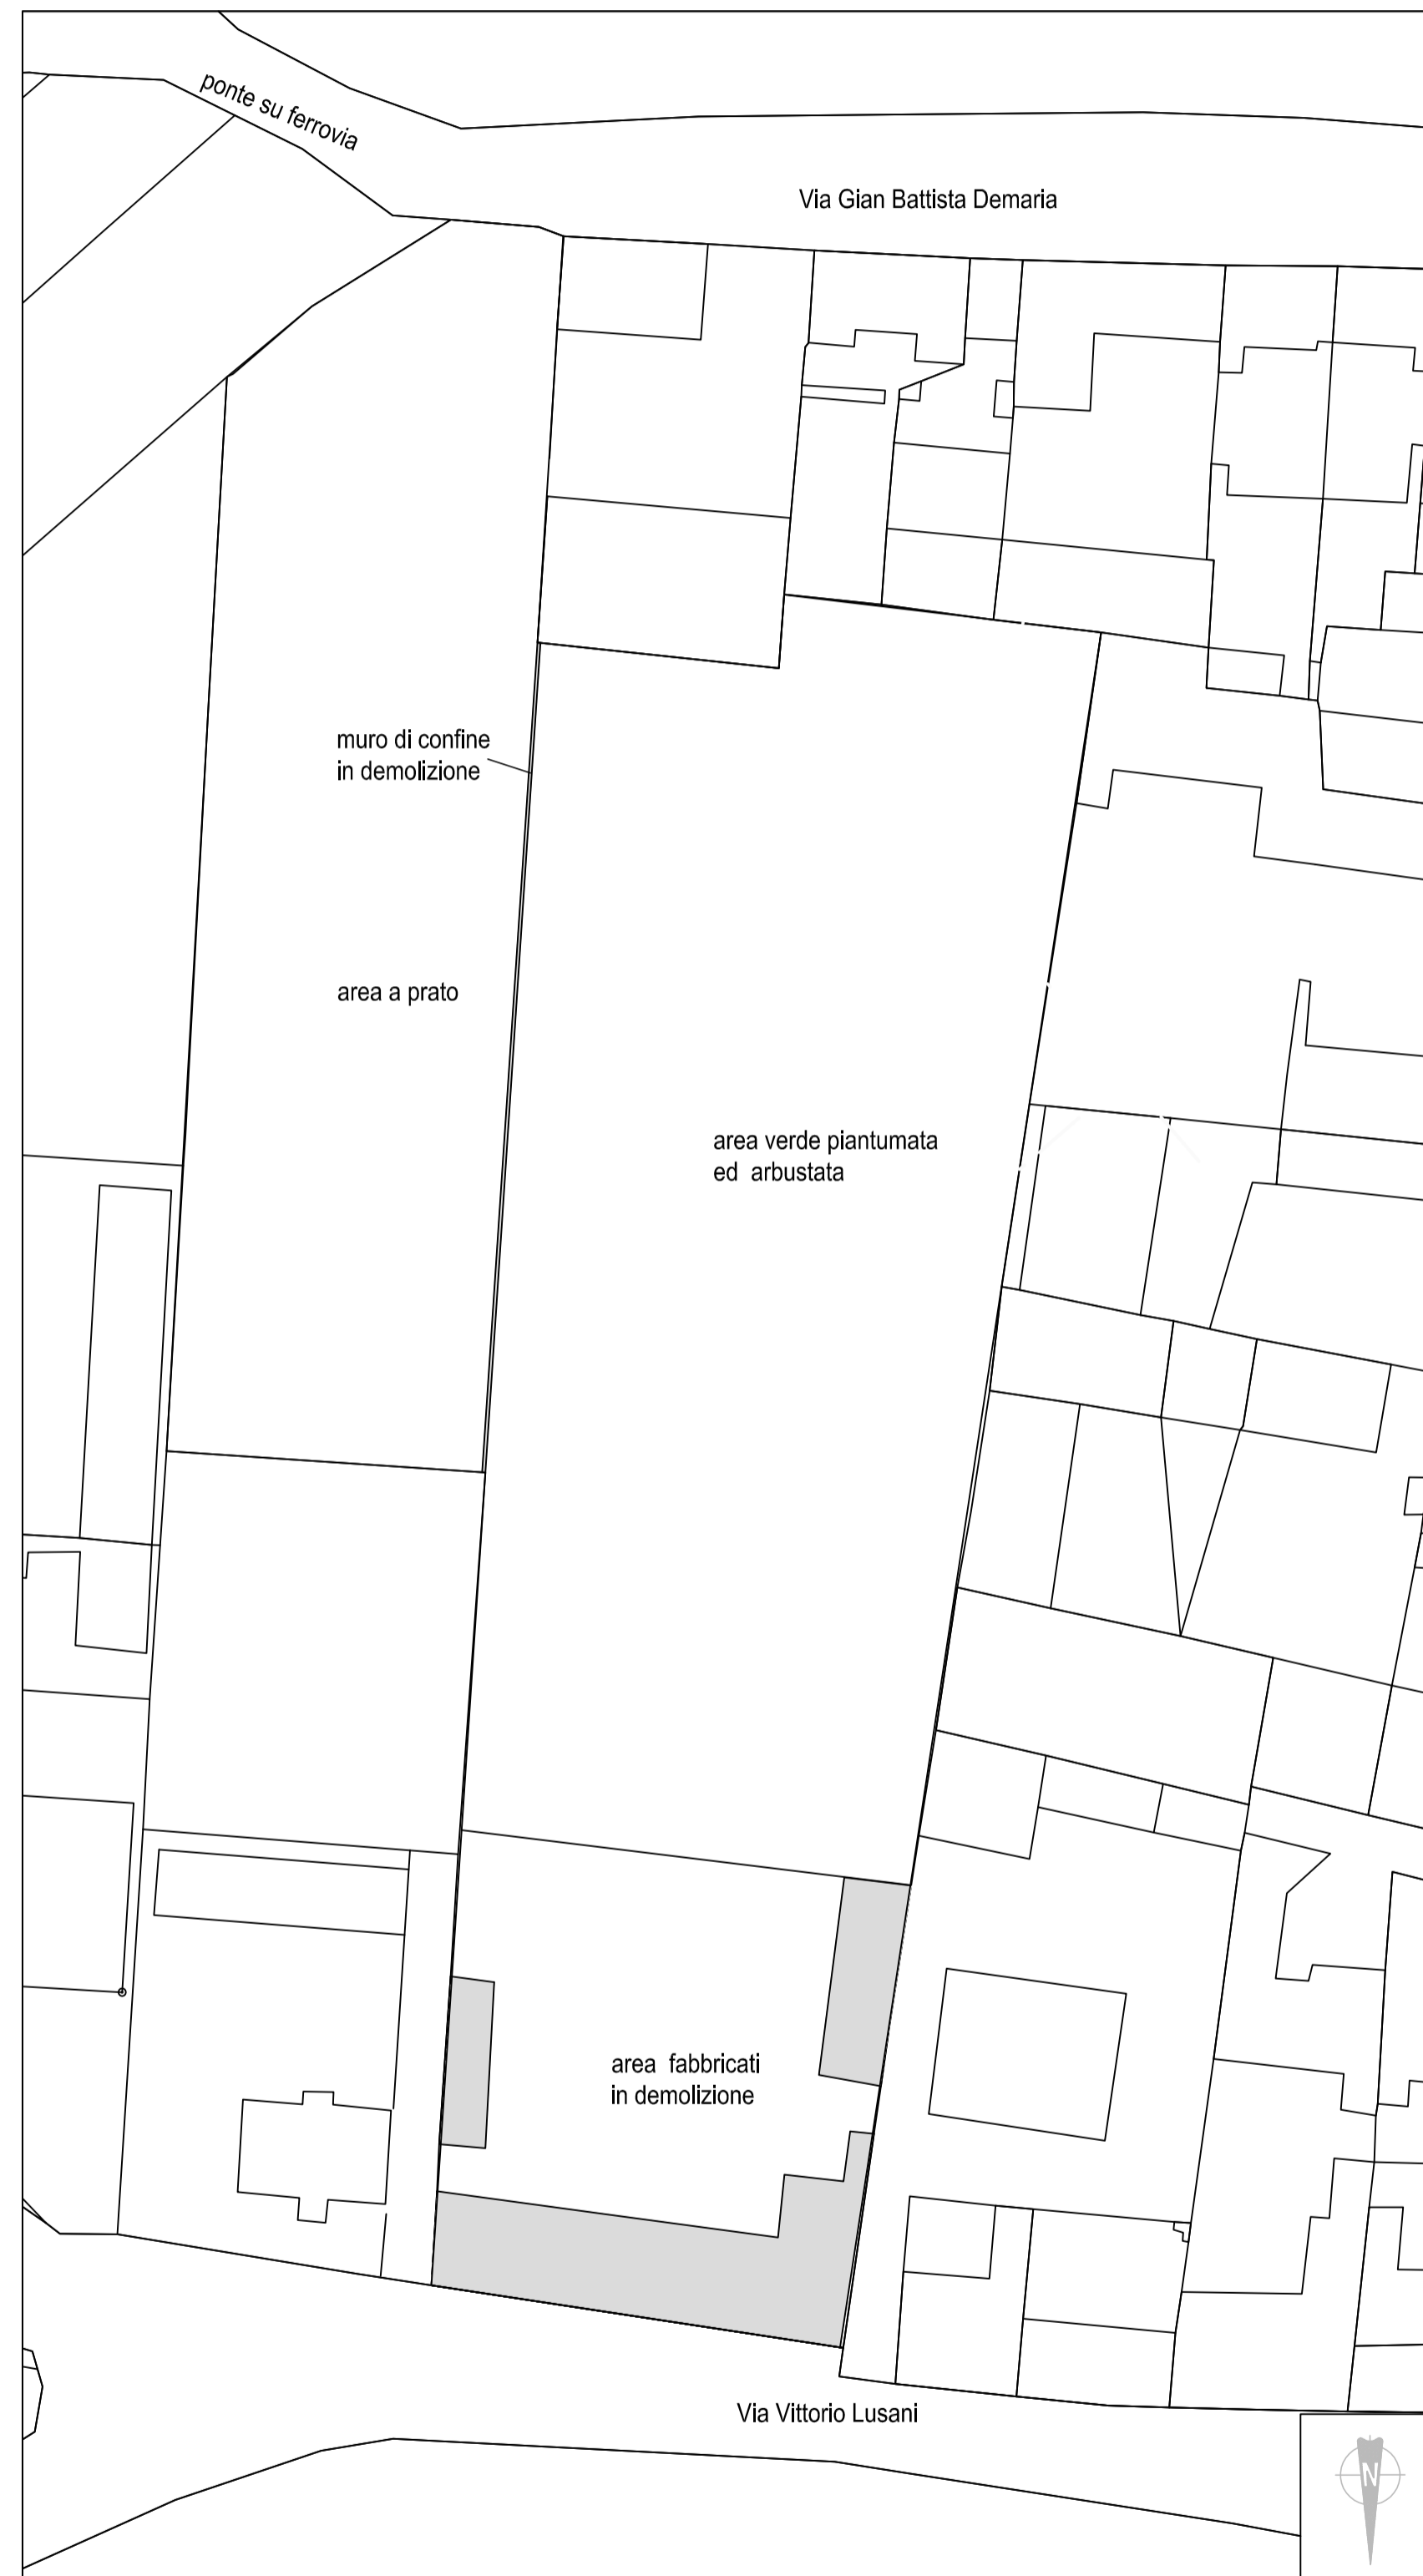 ponte su ferrovia
Via Gian Battista Demaria
muro di confine
in demolizione
area a prato
area verde piantumata
ed arbustata
area fabbricati
in demolizione
Via Vittorio Lusani
N